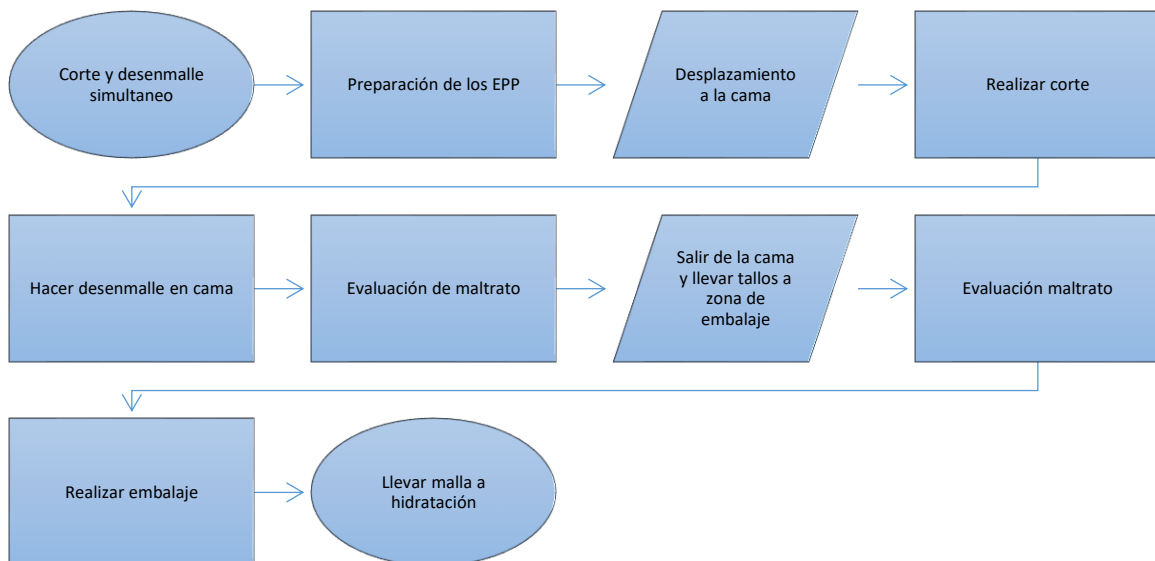 Corte y desenmalle
simultaneo
Preparación de los EPP
Desplazamiento
a la cama
Realizar corte
Hacer desenmalle en cama
Evaluación de maltrato
Salir de la cama
y llevar tallos a
zona de
embalaje
Evaluación maltrato
Realizar embalaje
Llevar malla a
hidratación